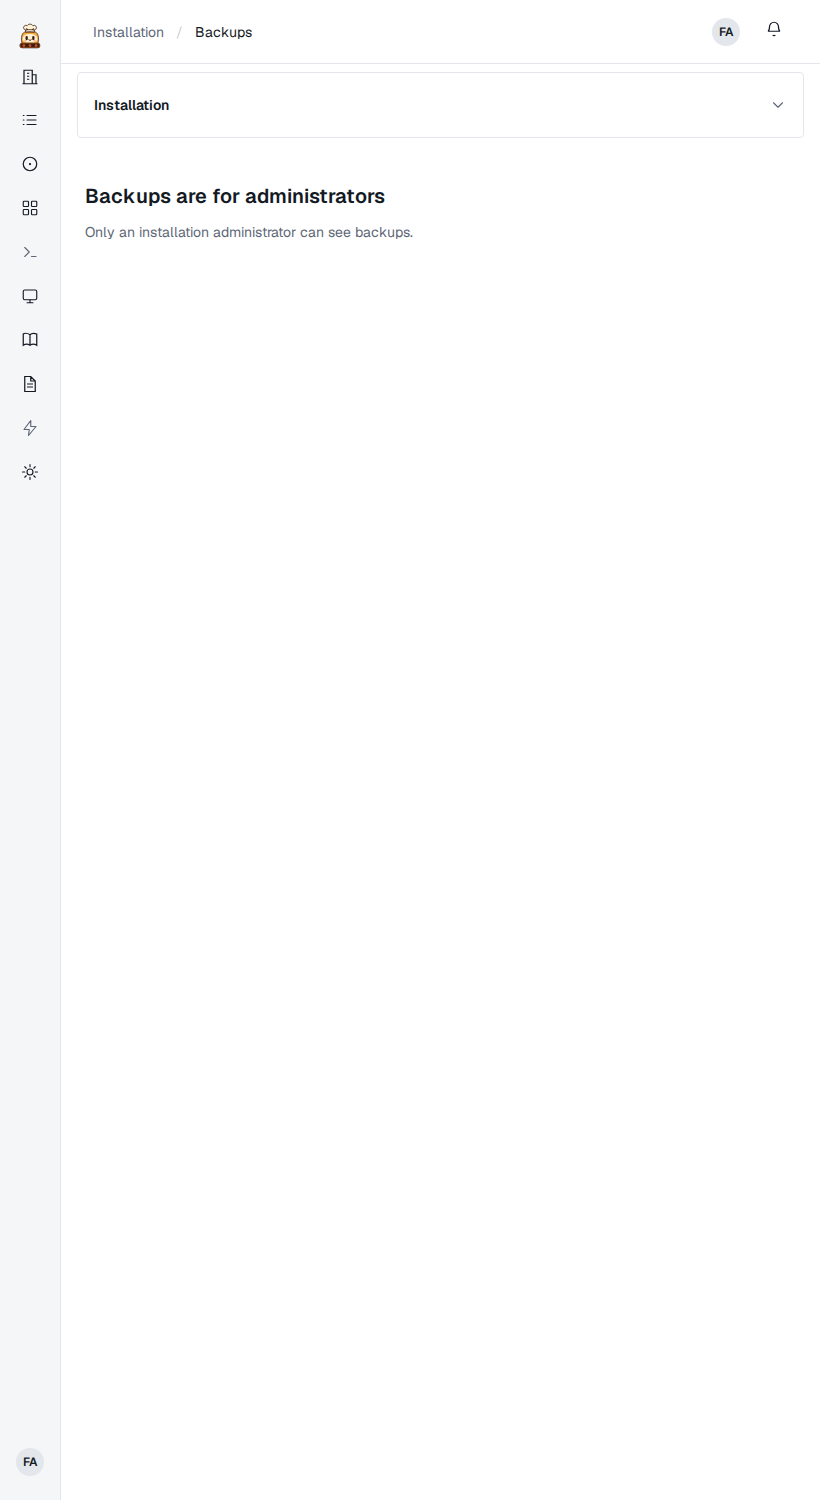 Installation / Backups FA
Installation
Backups are for administrators
Only an installation administrator can see backups.
FA